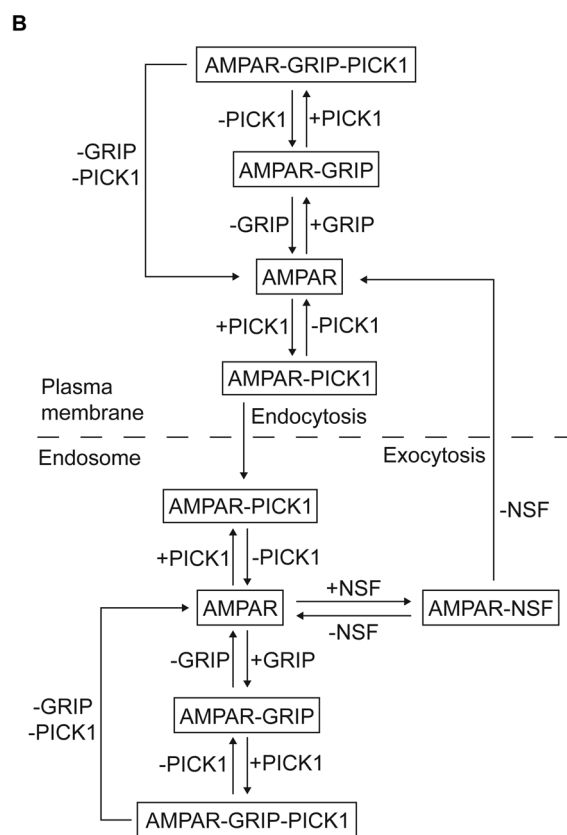 B
AMPAR-GRIP-PICK1
-PICK1 +PICK1
-GRIP
-PICK1
AMPAR-GRIP
-GRIP +GRIP
AMPAR
+PICK1 -PICK1
AMPAR-PICK1
Plasma
membrane
Endocytosis
Endosome
Exocytosis
AMPAR-PICK1
-NSF
+PICK1 -PICK1
AMPAR
+NSF
-NSF
AMPAR-NSF
-GRIP +GRIP
-GRIP
-PICK1
AMPAR-GRIP
-PICK1 +PICK1
AMPAR-GRIP-PICK1